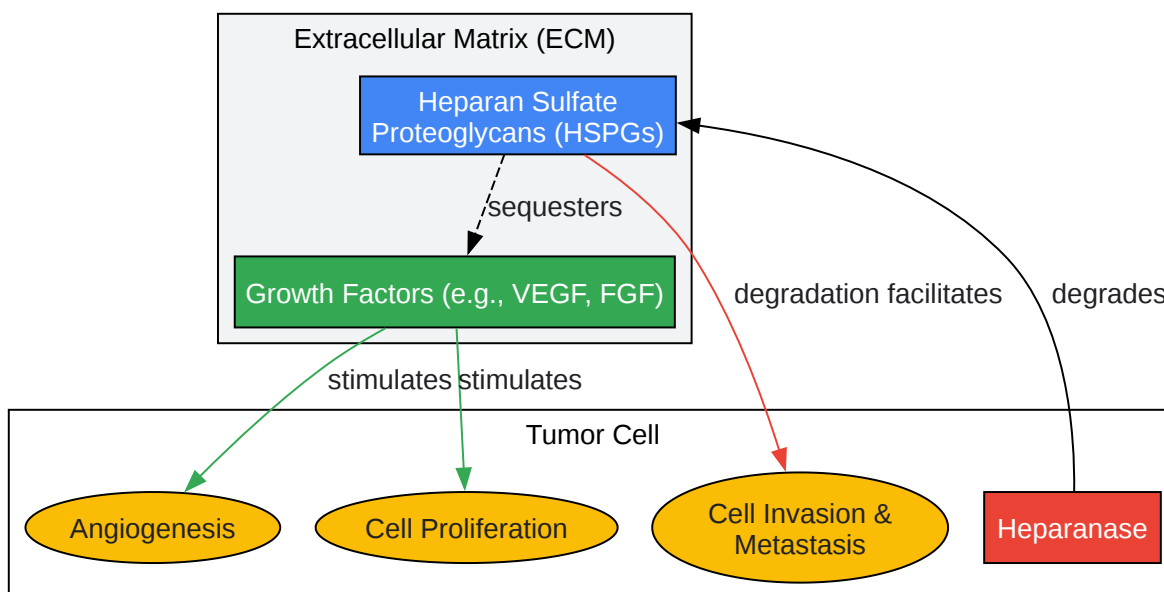 Extracellular Matrix (ECM)
Heparan Sulfate
Proteoglycans (HSPGs)
sequesters
Growth Factors (e.g., VEGF, FGF)
degradation facilitates
degrades
stimulates
stimulates
Tumor Cell
Angiogenesis
Cell Proliferation
Cell Invasion &
Metastasis
Heparanase